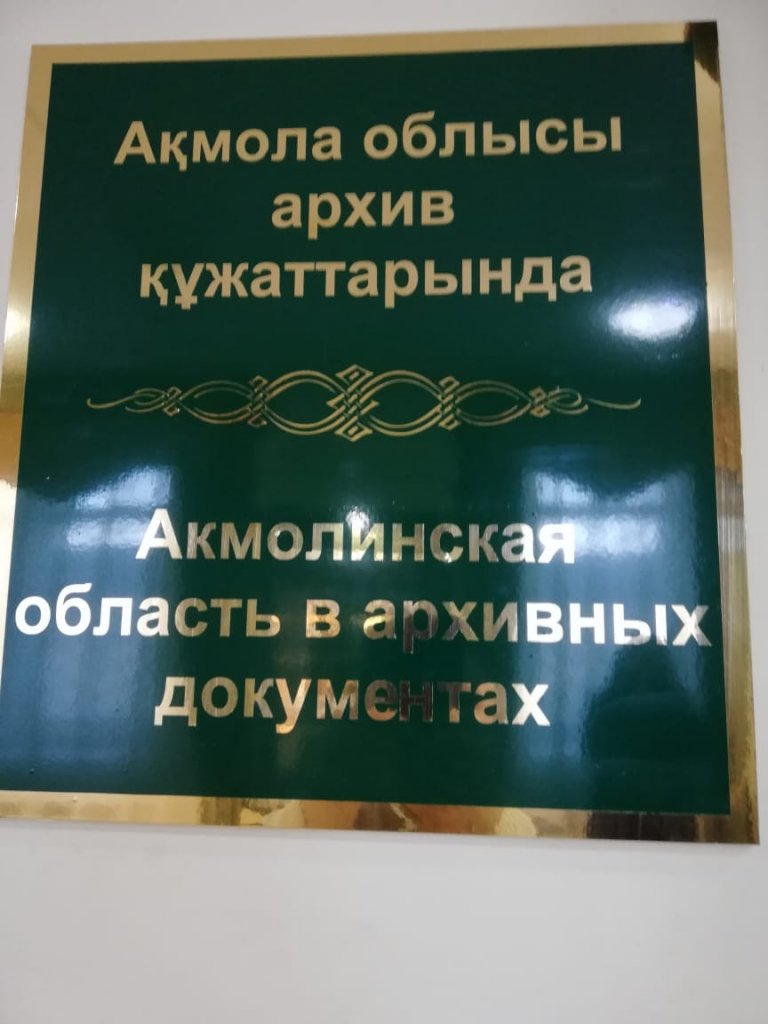 Ақмола облысы
архив
құжаттарында
Акмолинская
область в архивных
документах